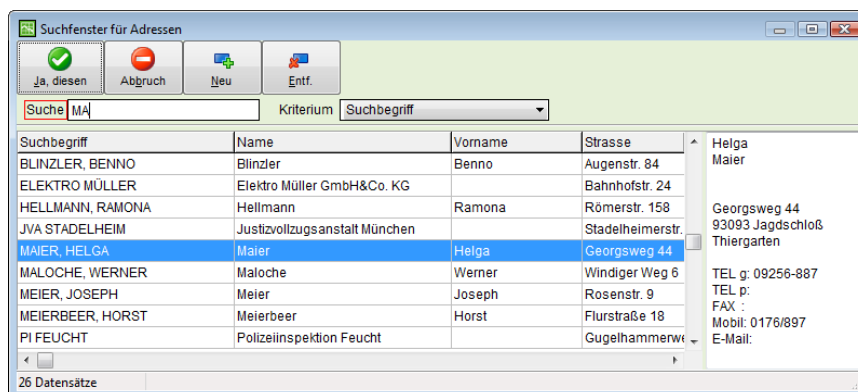 Suchfenster für Adressen
Ja, diesen Abbruch Neu Entf.
Suche MA Kriterium Suchbegriff
Suchbegriff Name Vorname Strasse
BLINZLER, BENNO Blinzler Benno Augenstr. 84
ELEKTRO MÜLLER Elektro Müller GmbH&Co. KG Bahnhofstr. 24
HELLMANN, RAMONA Hellmann Ramona Römerstr. 158
JVA STADELHEIM Justizvollzugsanstalt München Stadelheimerstr.
MAIER, HELGA Maier Helga Georgsweg 44
MALOCHE, WERNER Maloche Werner Windiger Weg 6
MEIER, JOSEPH Meier Joseph Rosenstr. 9
MEIERBEER, HORST Meierbeer Horst Flurstraße 18
PI FEUCHT Polizeiinspektion Feucht Gugelhammerwe
Helga
Maier
Georgsweg 44
93093 Jagdschloß
Thiergarten
TEL g: 09256-887
TEL p:
FAX :
Mobil: 0176/897
E-Mail:
26 Datensätze